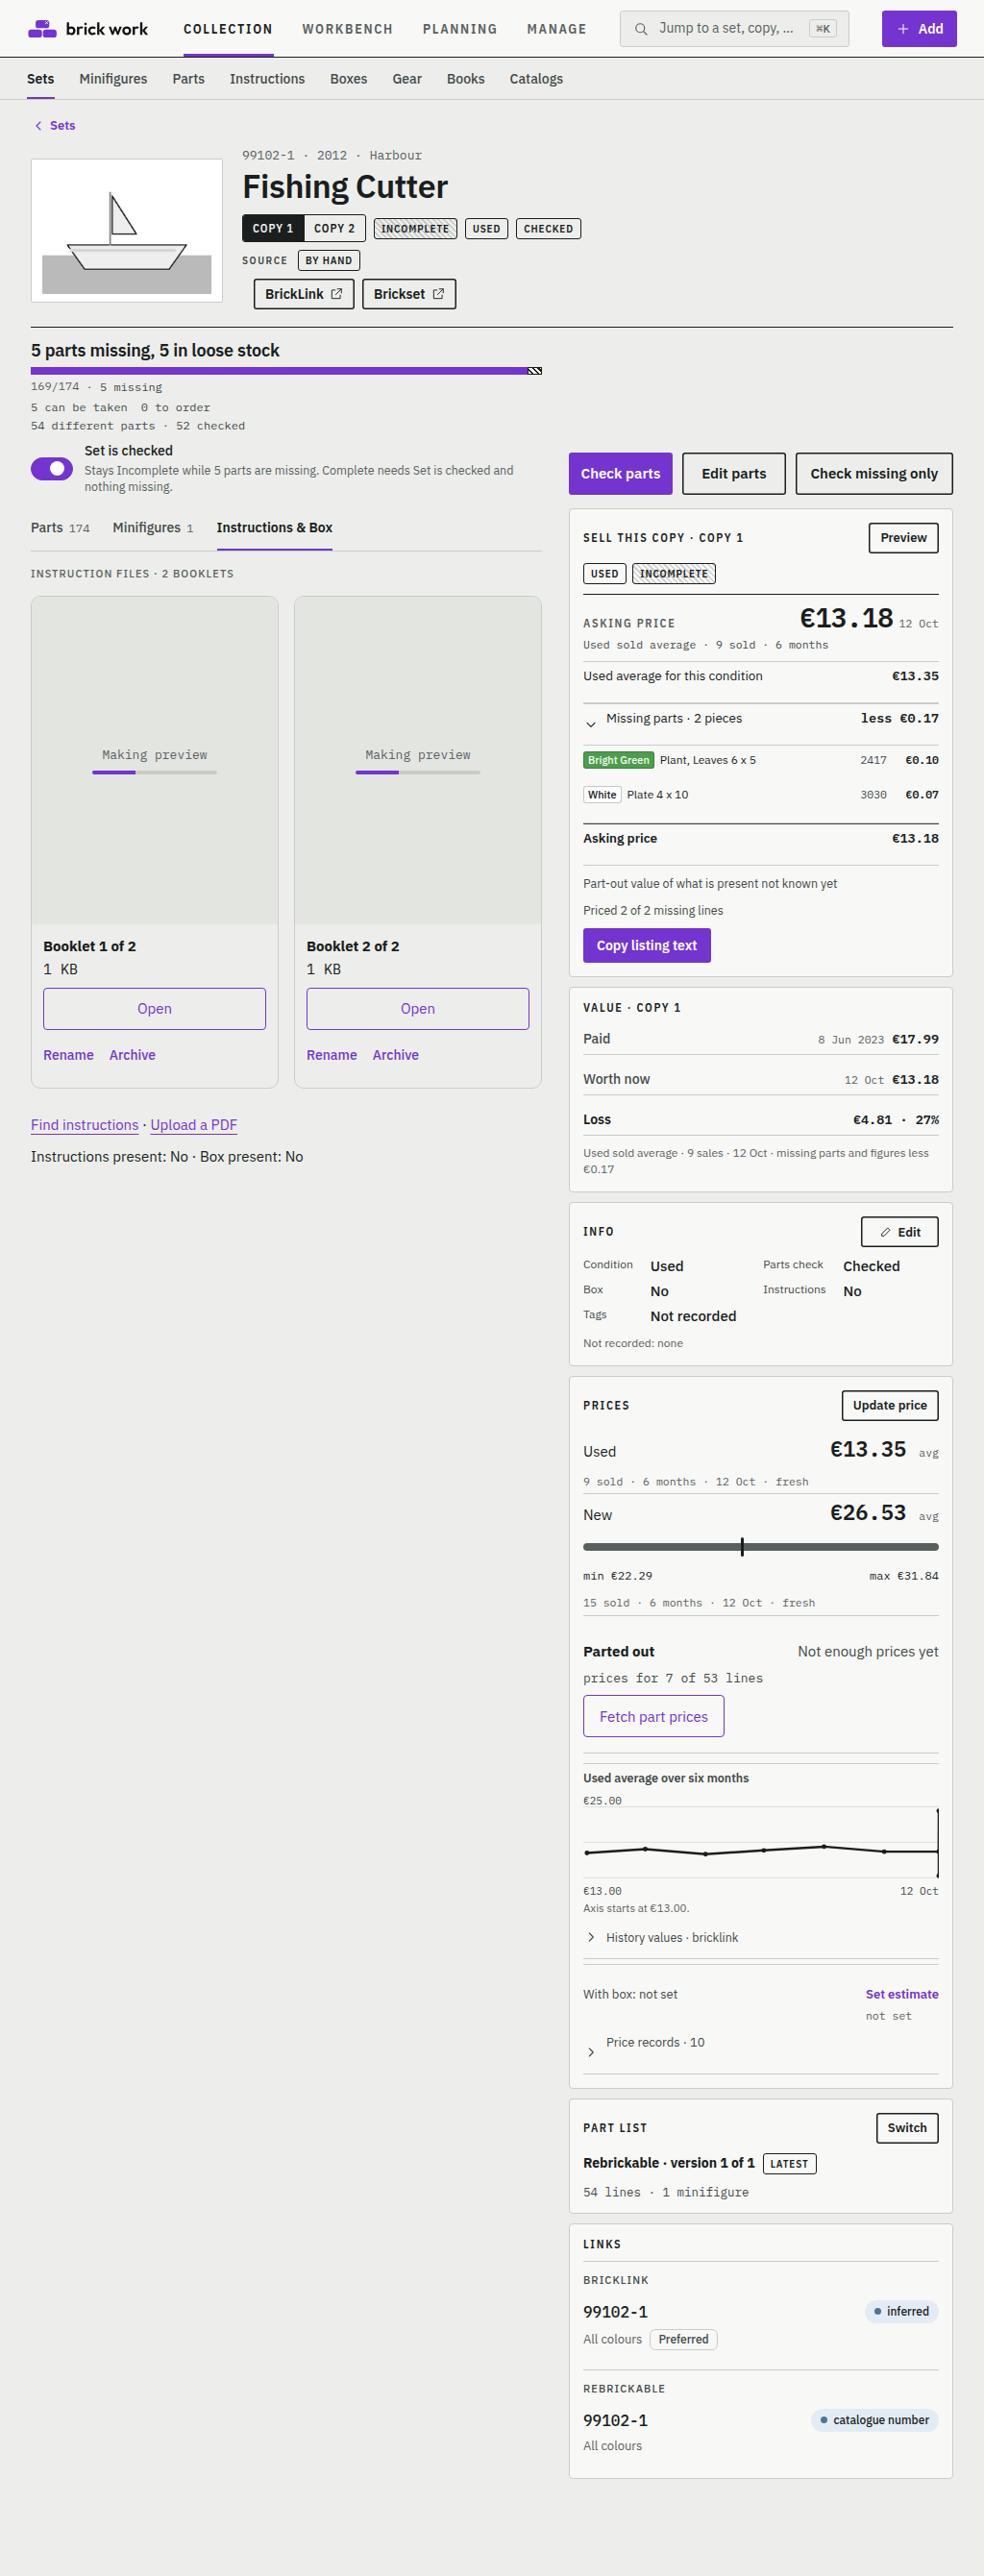 brick work
COLLECTION WORKBENCH PLANNING MANAGE Jump to a set, copy, ... ⌘K + Add
Sets Minifigures Parts Instructions Boxes Gear Books Catalogs
Sets
99102-1 · 2012 · Harbour
Fishing Cutter
COPY 1 COPY 2 INCOMPLETE USED CHECKED
SOURCE BY HAND
BrickLink Brickset
5 parts missing, 5 in loose stock
169/174 · 5 missing
5 can be taken 0 to order
54 different parts · 52 checked
Set is checked
Stays Incomplete while 5 parts are missing. Complete needs Set is checked and
nothing missing.
Parts 174 Minifigures 1 Instructions & Box
INSTRUCTION FILES · 2 BOOKLETS
Making preview
Booklet 1 of 2
1 KB
Open
Rename Archive
Making preview
Booklet 2 of 2
1 KB
Open
Rename Archive
Find instructions · Upload a PDF
Instructions present: No · Box present: No
Check parts Edit parts Check missing only
SELL THIS COPY · COPY 1 Preview
USED INCOMPLETE
ASKING PRICE €13.18 12 Oct
Used sold average · 9 sold · 6 months
Used average for this condition €13.35
Missing parts · 2 pieces less €0.17
Bright Green Plant, Leaves 6 x 5 2417 €0.10
White Plate 4 x 10 3030 €0.07
Asking price €13.18
Part-out value of what is present not known yet
Priced 2 of 2 missing lines
Copy listing text
VALUE · COPY 1
Paid 8 Jun 2023 €17.99
Worth now 12 Oct €13.18
Loss €4.81 · 27%
Used sold average · 9 sales · 12 Oct · missing parts and figures less
€0.17
INFO Edit
Condition Used Parts check Checked
Box No Instructions No
Tags Not recorded
Not recorded: none
PRICES Update price
Used €13.35 avg
9 sold · 6 months · 12 Oct · fresh
New €26.53 avg
min €22.29 max €31.84
15 sold · 6 months · 12 Oct · fresh
Parted out Not enough prices yet
prices for 7 of 53 lines
Fetch part prices
Used average over six months
€25.00
€13.00 12 Oct
Axis starts at €13.00.
History values · bricklink
With box: not set Set estimate
not set
Price records · 10
PART LIST Switch
Rebrickable · version 1 of 1 LATEST
54 lines · 1 minifigure
LINKS
BRICKLINK
99102-1 inferred
All colours Preferred
REBRICKABLE
99102-1 catalogue number
All colours